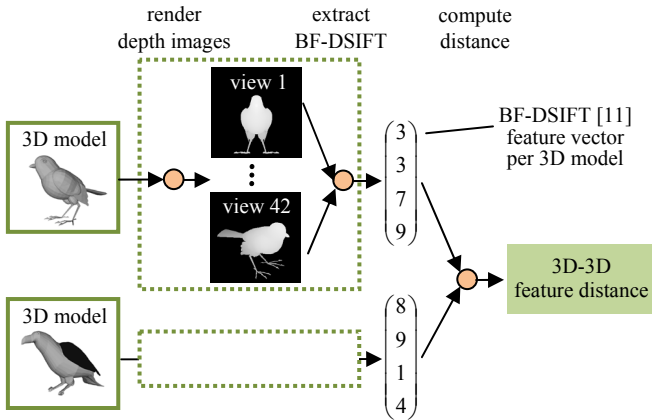 render
depth images
extract
BF-DSIFT
compute
distance
view 1
3D model
view 42
3
3
7
9
BF-DSIFT [11]
feature vector
per 3D model
3D-3D
feature distance
3D model
8
9
1
4